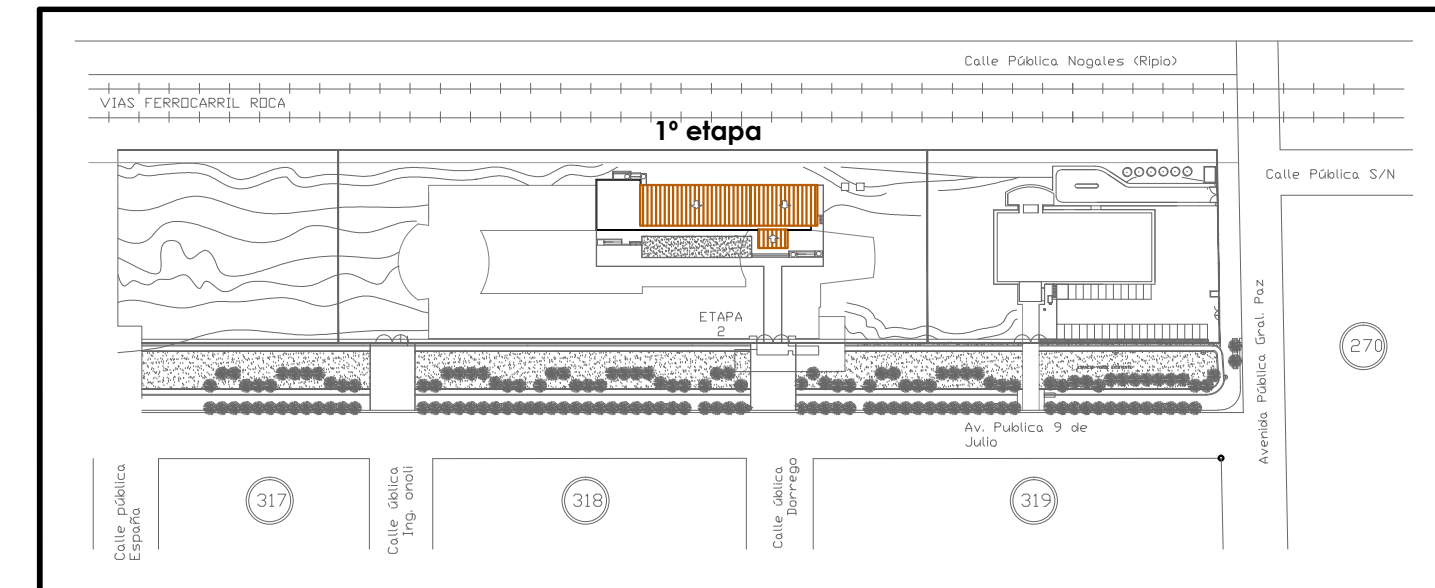 Calle Pública Nogales (Ripio)
VIAS FERROCARRIL ROCA
1º etapa
Calle Pública S/N
ETAPA
2
Avenida Pública Gral. Paz
270
Av. Publica 9 de
Julio
Calle pública
España
317
Calle ública
Ing. onoli
318
Calle ública
Dorrego
319